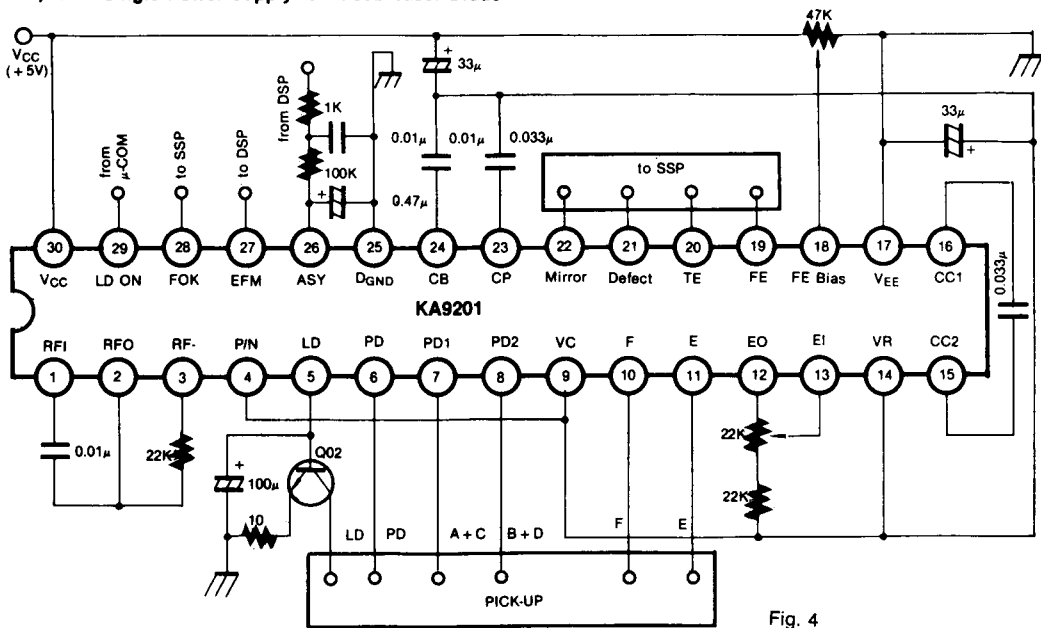 VCC
(+5V)
47K
33μ
from DSP
1K
100K
0.01μ
0.01μ
0.033μ
0.47μ
33μ
from
μ-COM
to SSP
to DSP
to SSP
0.033μ
30 29 28 27 26 25 24 23 22 21 20 19 18 17 16
VCC LD ON FOK EFM ASY DGND CB CP Mirror Defect TE FE FE Bias VEE CC1
KA9201
RFI RFO RF- P/N LD PD PD1 PD2 VC F E EO EI VR CC2
1 2 3 4 5 6 7 8 9 10 11 12 13 14 15
0.01μ
22K
100μ
Q02
10
22K
22K
LD PD A+C B+D F E
PICK-UP
Fig. 4